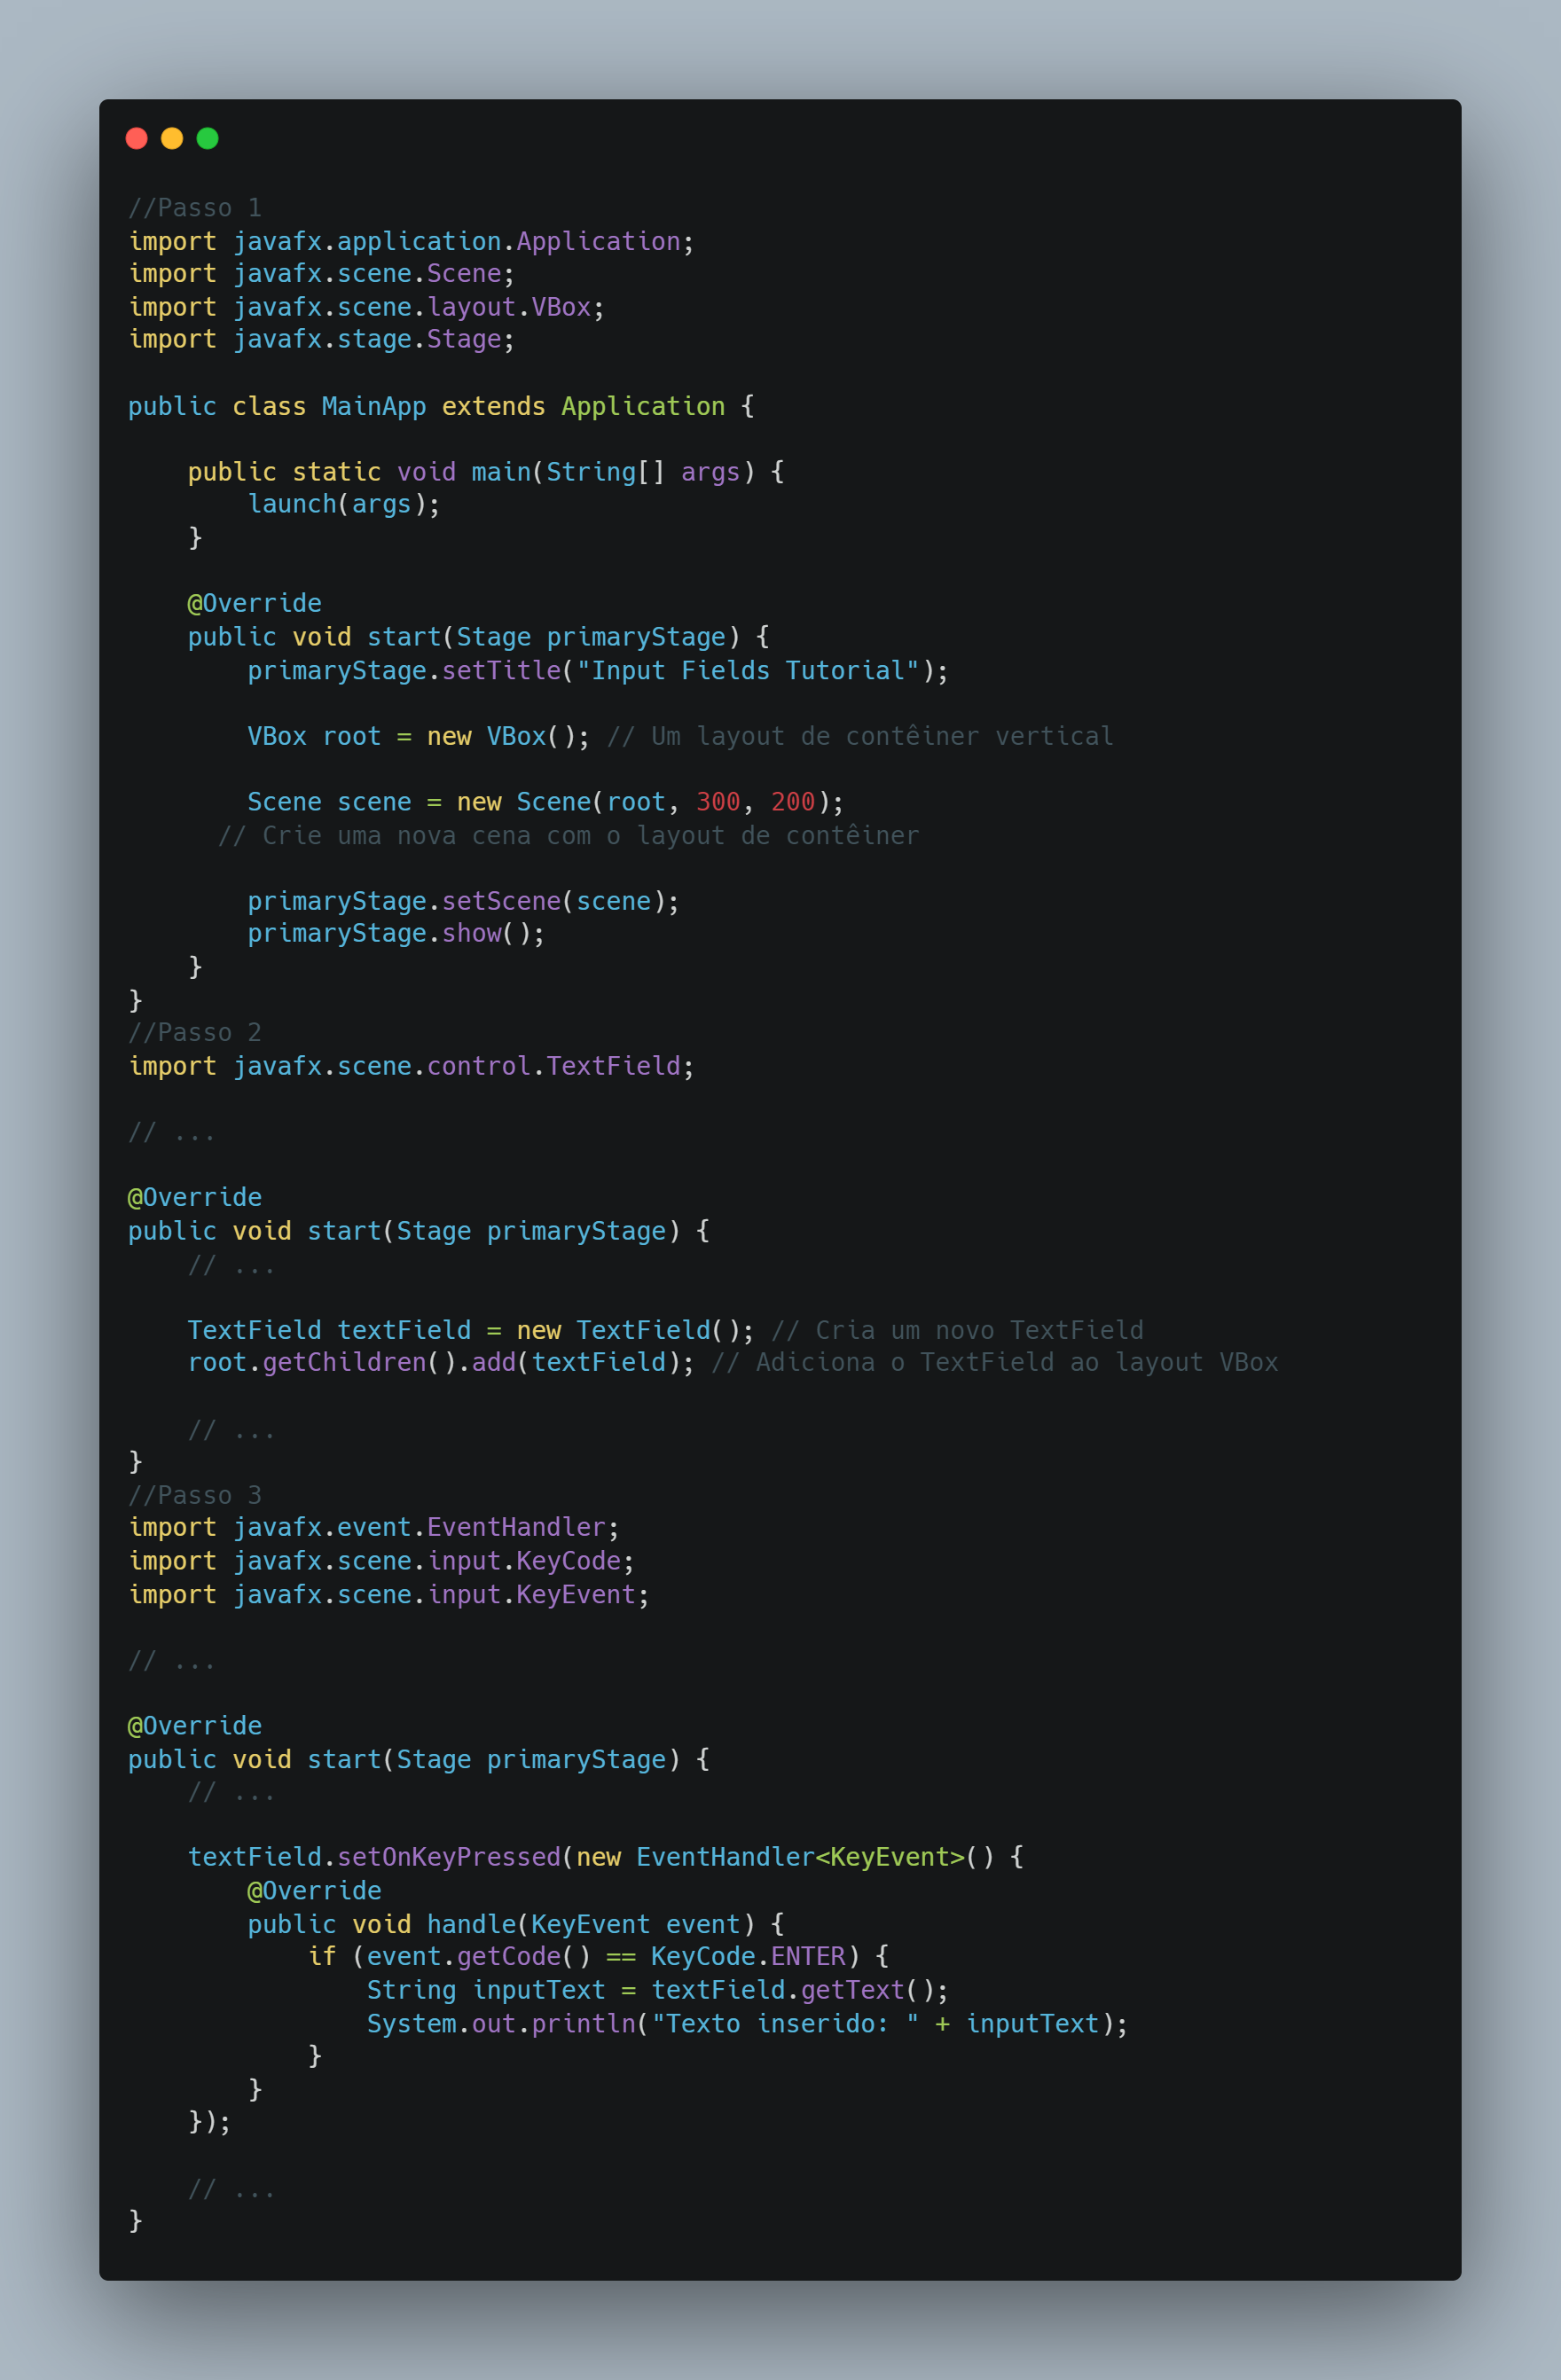 //Passo 1
import javafx.application.Application;
import javafx.scene.Scene;
import javafx.scene.layout.VBox;
import javafx.stage.Stage;

public class MainApp extends Application {

    public static void main(String[] args) {
        launch(args);
    }

    @Override
    public void start(Stage primaryStage) {
        primaryStage.setTitle("Input Fields Tutorial");

        VBox root = new VBox(); // Um layout de contêiner vertical

        Scene scene = new Scene(root, 300, 200);
      // Crie uma nova cena com o layout de contêiner

        primaryStage.setScene(scene);
        primaryStage.show();
    }
}
//Passo 2
import javafx.scene.control.TextField;

// ...

@Override
public void start(Stage primaryStage) {
    // ...

    TextField textField = new TextField(); // Cria um novo TextField
    root.getChildren().add(textField); // Adiciona o TextField ao layout VBox

    // ...
}
//Passo 3
import javafx.event.EventHandler;
import javafx.scene.input.KeyCode;
import javafx.scene.input.KeyEvent;

// ...

@Override
public void start(Stage primaryStage) {
    // ...

    textField.setOnKeyPressed(new EventHandler<KeyEvent>() {
        @Override
        public void handle(KeyEvent event) {
            if (event.getCode() == KeyCode.ENTER) {
                String inputText = textField.getText();
                System.out.println("Texto inserido: " + inputText);
            }
        }
    });

    // ...
}